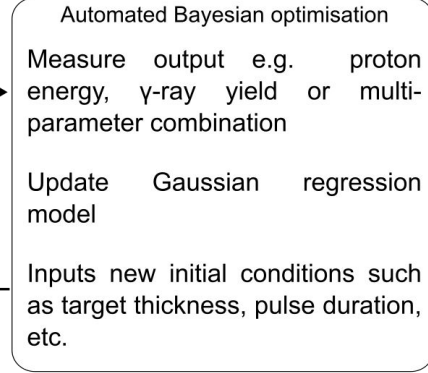 Automated Bayesian optimisation
Measure output e.g. proton
energy, γ-ray yield or multi-
parameter combination
Update Gaussian regression
model
Inputs new initial conditions such
as target thickness, pulse duration,
etc.